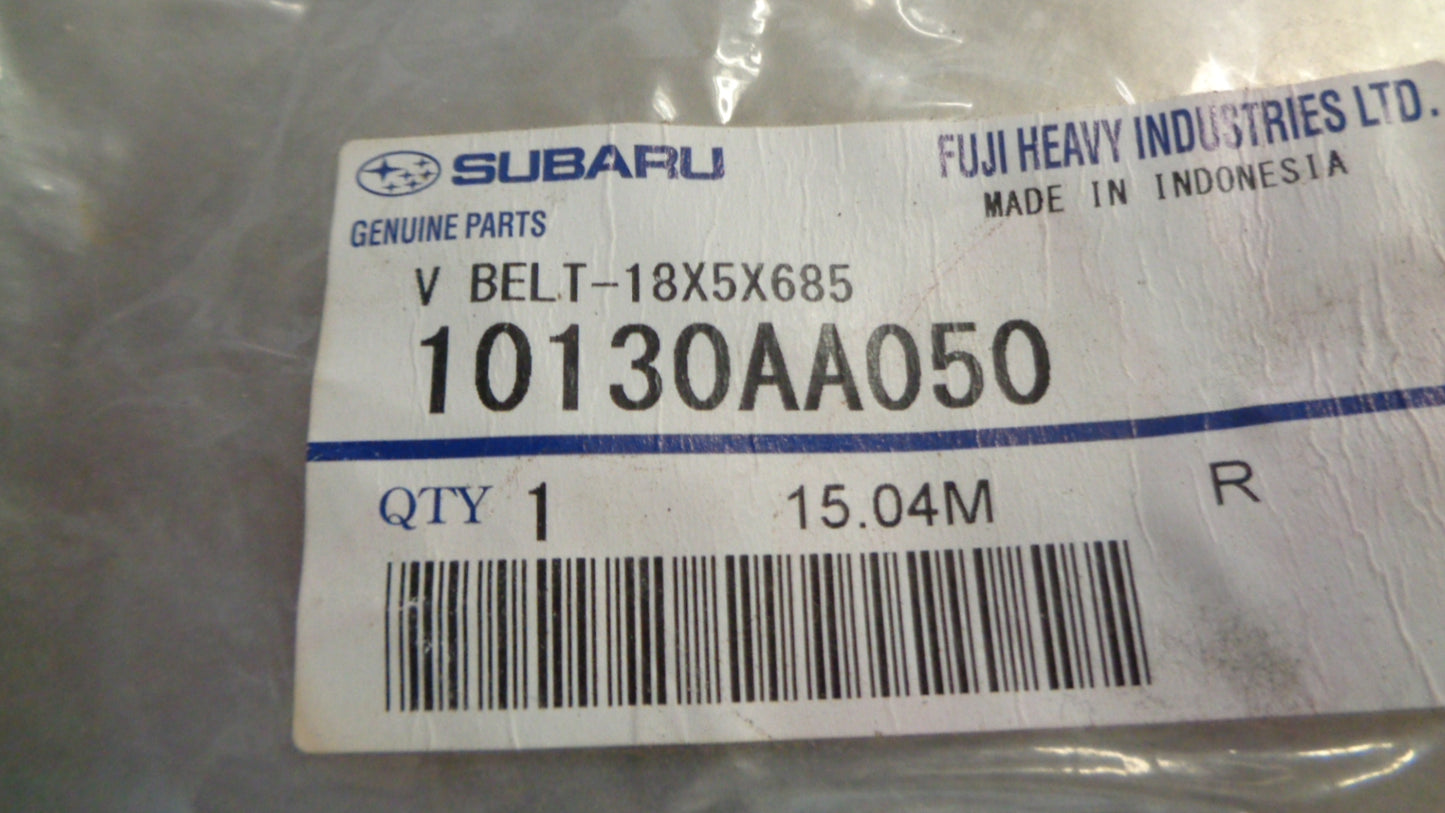 SUBARU
FUJI HEAVY INDUSTRIES LTD.
MADE IN INDONESIA
GENUINE PARTS
V BELT-18X5X685
10130AA050
QTY 1 15.04M R